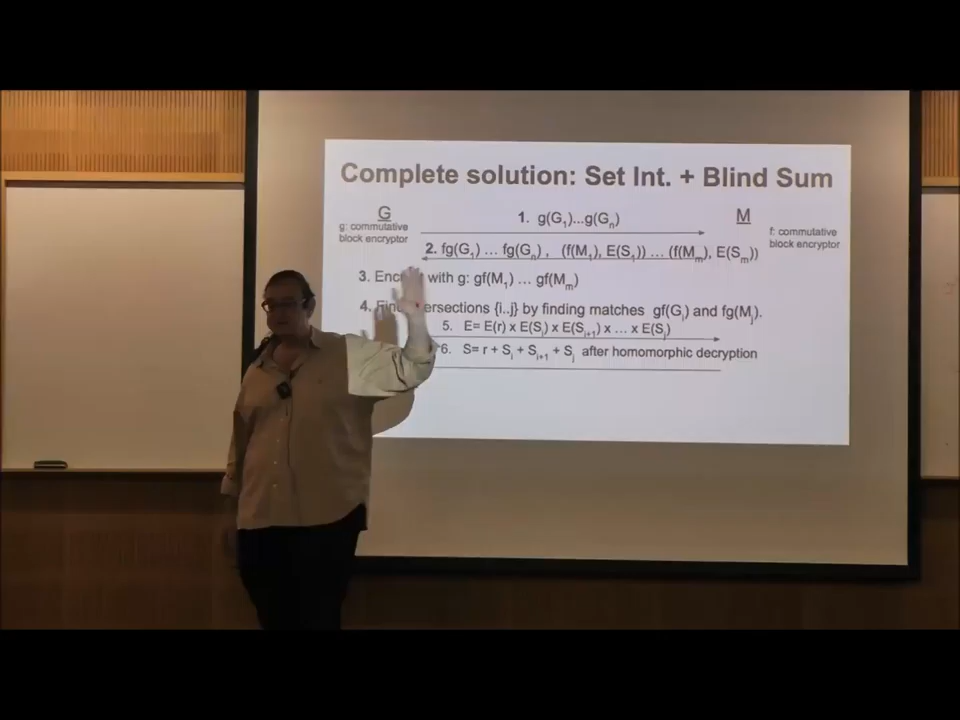 Complete solution: Set Int. + Blind Sum
G
g: commutative
block encryptor
1. g(G₁)...g(Gₙ)
M
f: commutative
block encryptor
2. fg(G₁) ... fg(Gₙ) , (f(M₁), E(S₁)) ... (f(Mₘ), E(Sₘ))
3. with g: gf(M₁) ... gf(Mₘ)
4. {i..j} by finding matches gf(Gᵢ) and fg(Mⱼ).
5. E= E(r) x E(Sᵢ) x E(Sᵢ₊₁) x ... x E(Sⱼ)
6. S= r + Sᵢ + Sᵢ₊₁ + Sⱼ after homomorphic decryption